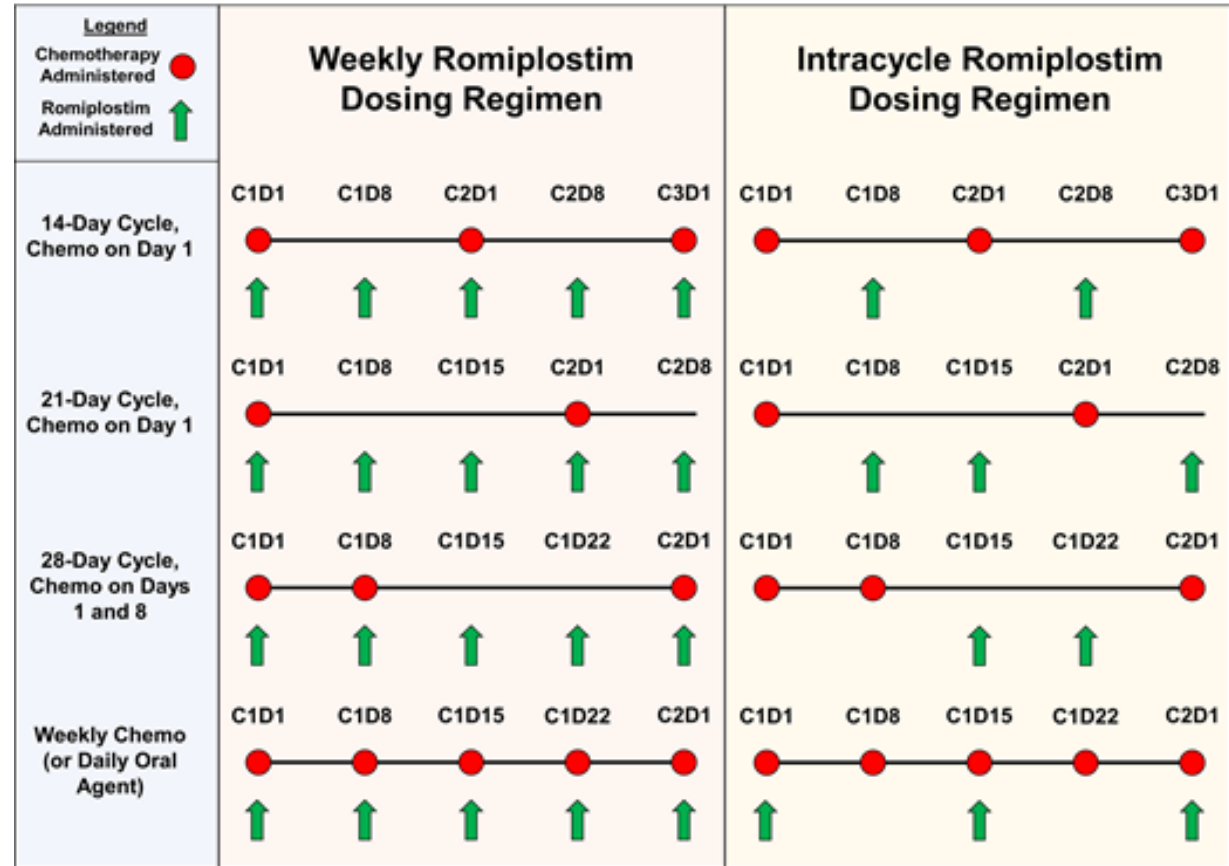 Legend
Chemotherapy
Administered
Romiplostim
Administered
Weekly Romiplostim
Dosing Regimen
Intracycle Romiplostim
Dosing Regimen
14-Day Cycle,
Chemo on Day 1
C1D1 C1D8 C2D1 C2D8 C3D1
C1D1 C1D8 C2D1 C2D8 C3D1
21-Day Cycle,
Chemo on Day 1
C1D1 C1D8 C1D15 C2D1 C2D8
C1D1 C1D8 C1D15 C2D1 C2D8
28-Day Cycle,
Chemo on Days
1 and 8
C1D1 C1D8 C1D15 C1D22 C2D1
C1D1 C1D8 C1D15 C1D22 C2D1
Weekly Chemo
(or Daily Oral
Agent)
C1D1 C1D8 C1D15 C1D22 C2D1
C1D1 C1D8 C1D15 C1D22 C2D1